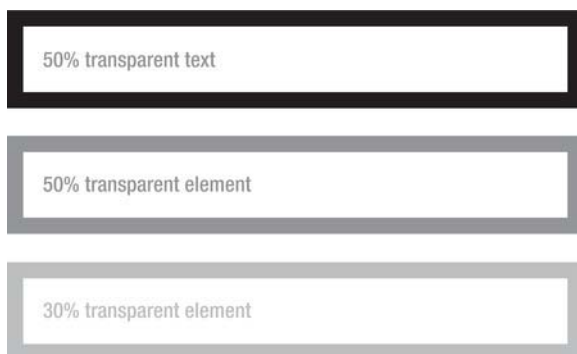 50% transparent text
50% transparent element
30% transparent element